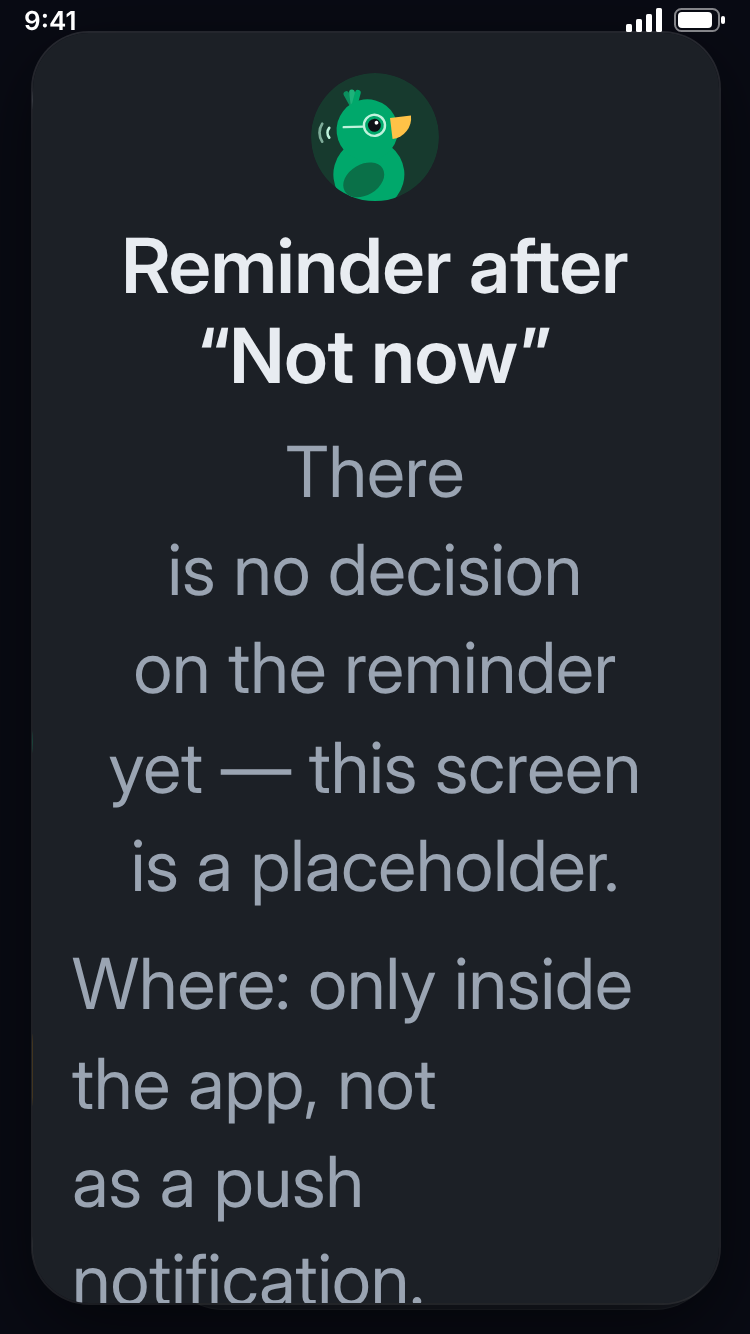 9:41
Reminder after
“Not now”
There
is no decision
on the reminder
yet — this screen
is a placeholder.
Where: only inside
the app, not
as a push
notification.